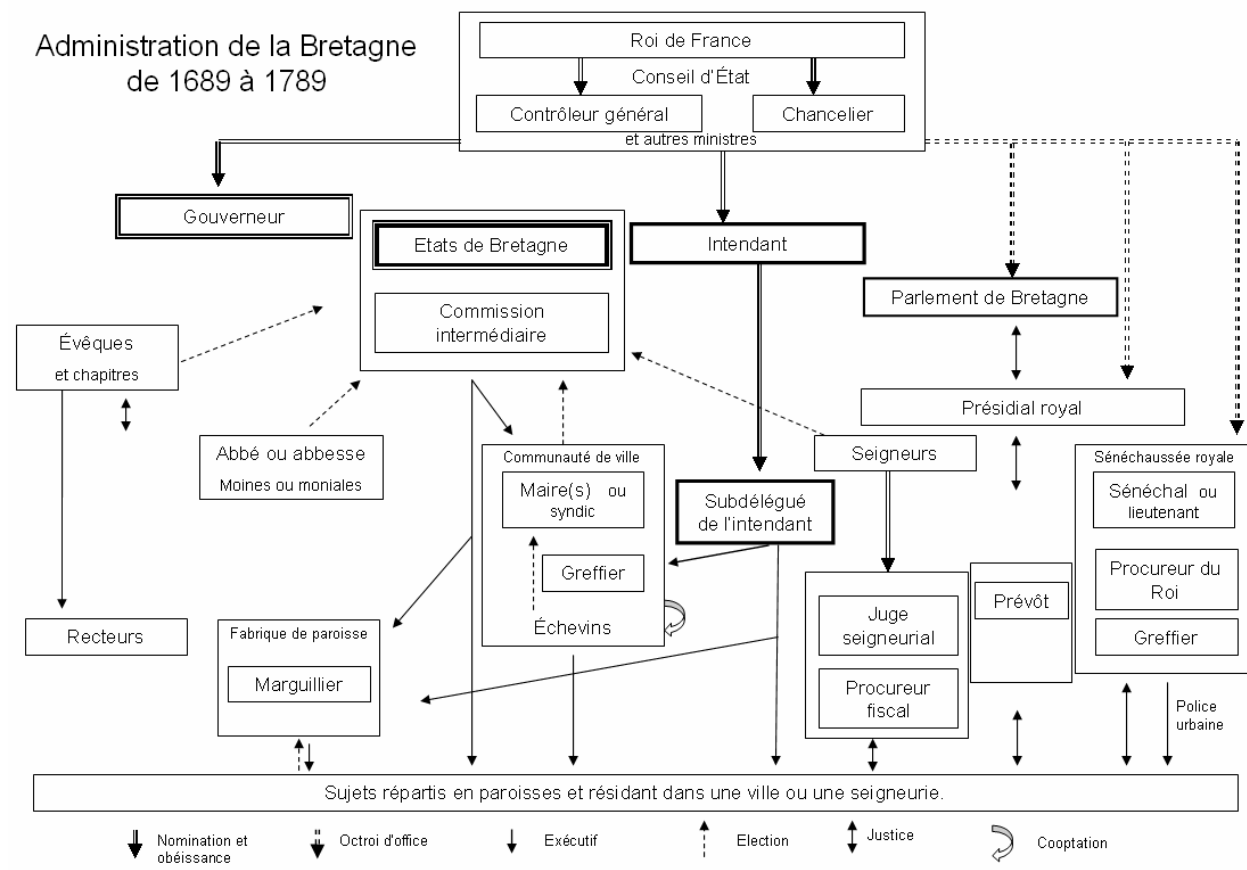 Administration de la Bretagne
de 1689 à 1789
Roi de France
Conseil d'État
Contrôleur général
Chancelier
et autres ministres
Gouverneur
Etats de Bretagne
Intendant
Commission
intermédiaire
Parlement de Bretagne
Évêques
et chapitres
Présidial royal
Abbé ou abbesse
Moines ou moniales
Communauté de ville
Maire(s) ou
syndic
Greffier
Échevins
Subdélégué
de l'intendant
Seigneurs
Sénéchaussée royale
Sénéchal ou
lieutenant
Procureur du
Roi
Greffier
Recteurs
Fabrique de paroisse
Marguillier
Juge
seigneurial
Procureur
fiscal
Prévôt
Police
urbaine
Sujets répartis en paroisses et résidant dans une ville ou une seigneurie.
Nomination et
obéissance
Octroi d'office
Exécutif
Election
Justice
Cooptation